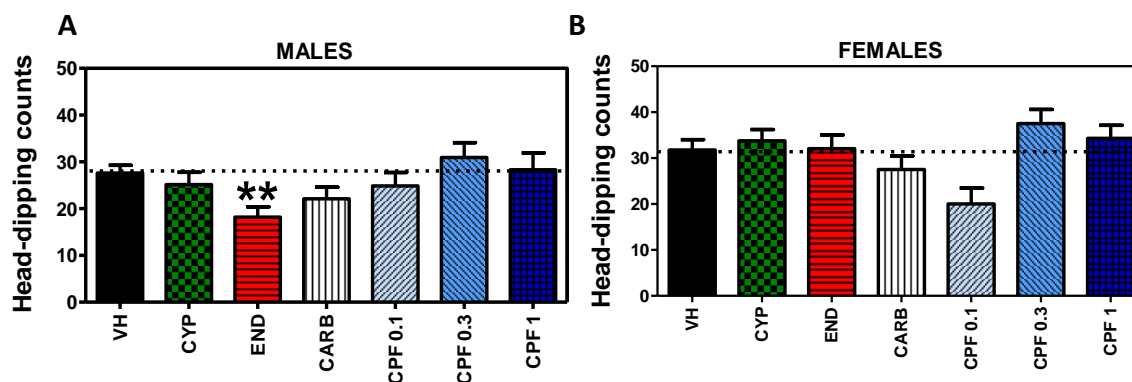 A
MALES
Head-dipping counts
50
40
30
20
10
0
**
VH
CYP
END
CARB
CPF 0.1
CPF 0.3
CPF 1
B
FEMALES
Head-dipping counts
50
40
30
20
10
0
VH
CYP
END
CARB
CPF 0.1
CPF 0.3
CPF 1